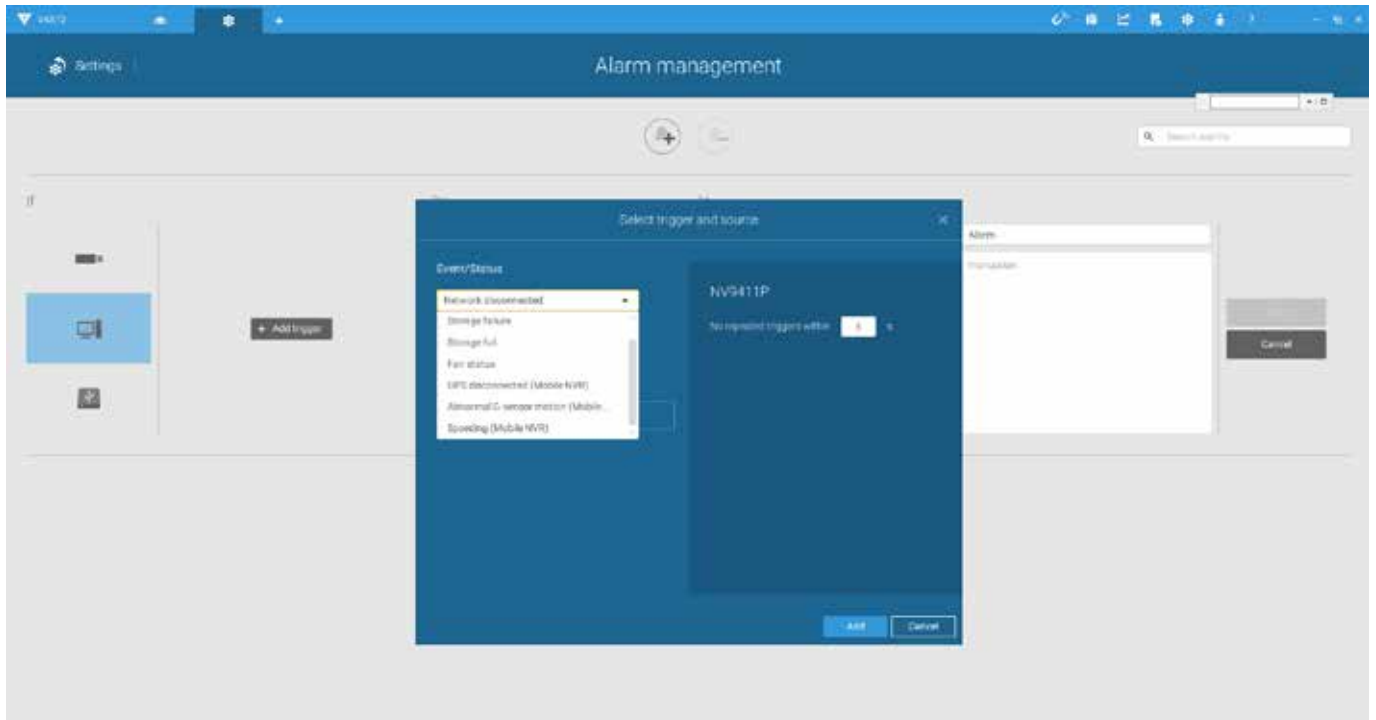 Settings
Alarm management
If
Select trigger and source
Event/Status
Network disconnected
Storage failure
Storage full
Fan status
GPS disconnected (Mobile NVR)
Abnormal G-sensor motion (Mobile...
Speeding (Mobile NVR)
NV9411P
No repeated triggers within
s
+ Add trigger
Alarm
Cancel
Add
Cancel